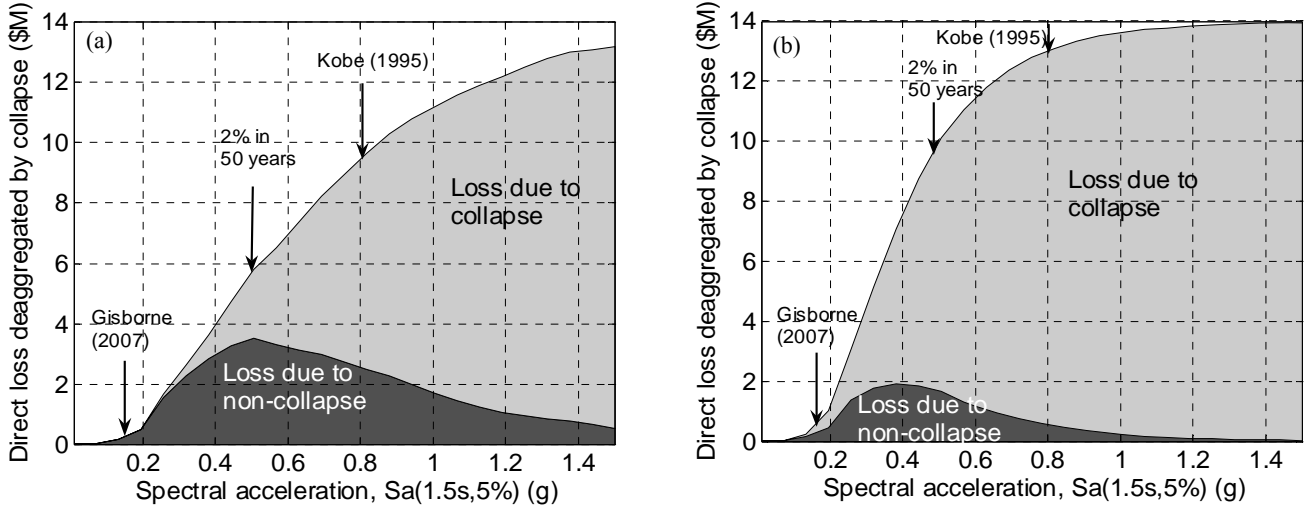 Direct loss deaggregated by collapse ($M)
14
12
10
8
6
4
2
0
(a)
Kobe (1995)
2% in
50 years
Gisborne
(2007)
Loss due to
collapse
Loss due to
non-collapse
0.2 0.4 0.6 0.8 1 1.2 1.4
Spectral acceleration, Sa(1.5s,5%) (g)
Direct loss deaggregated by collapse ($M)
14
12
10
8
6
4
2
0
(b)
Kobe (1995)
2% in
50 years
Gisborne
(2007)
Loss due to
collapse
Loss due to
non-collapse
0.2 0.4 0.6 0.8 1 1.2 1.4
Spectral acceleration, Sa(1.5s,5%) (g)